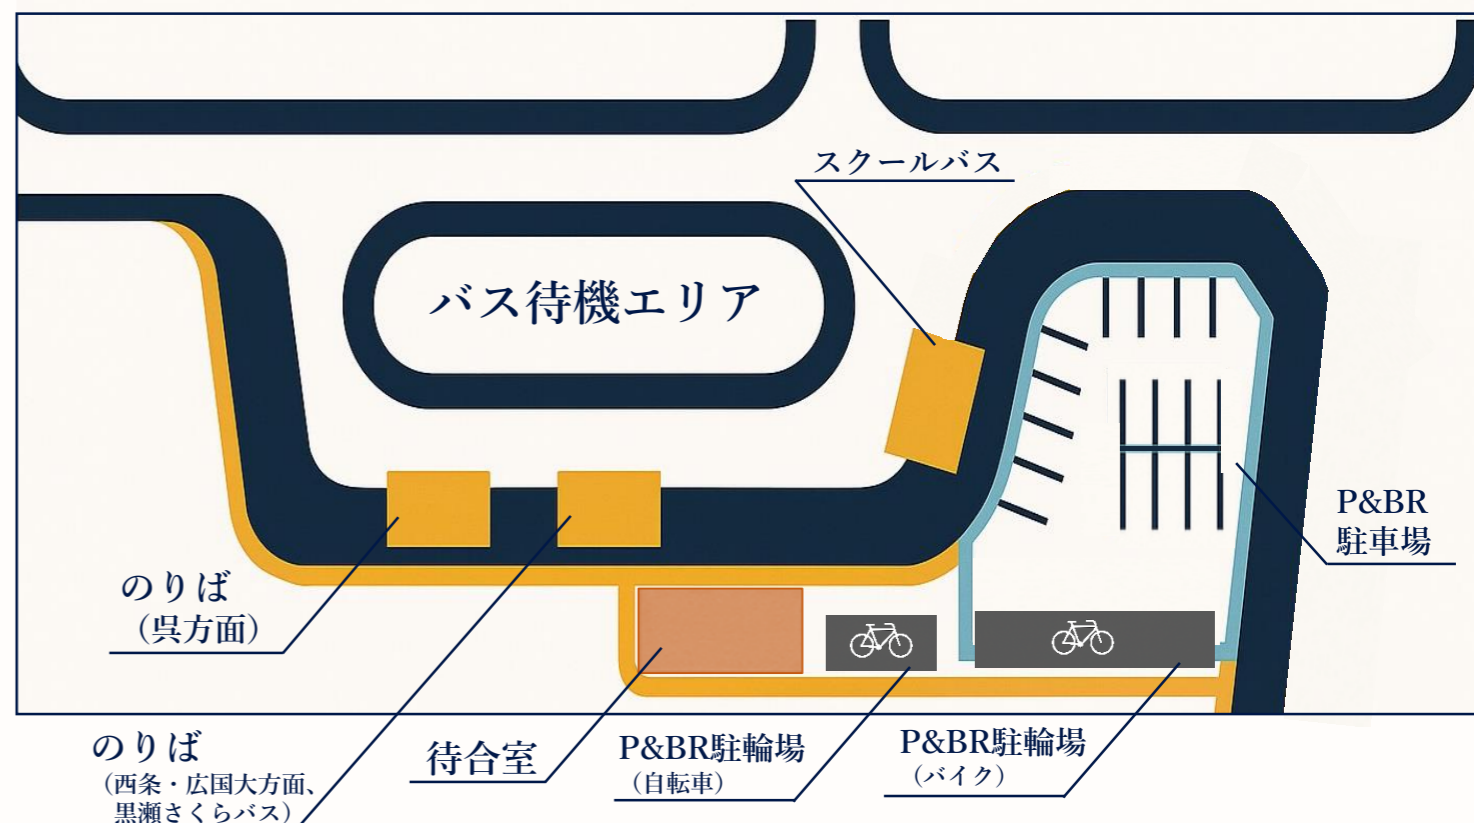 スクールバス
バス待機エリア
P&BR
駐車場
のりば
（呉方面）
のりば
（西条・広国大方面、
黒瀬さくらバス）
待合室
P&BR駐輪場
（自転車）
P&BR駐輪場
（バイク）